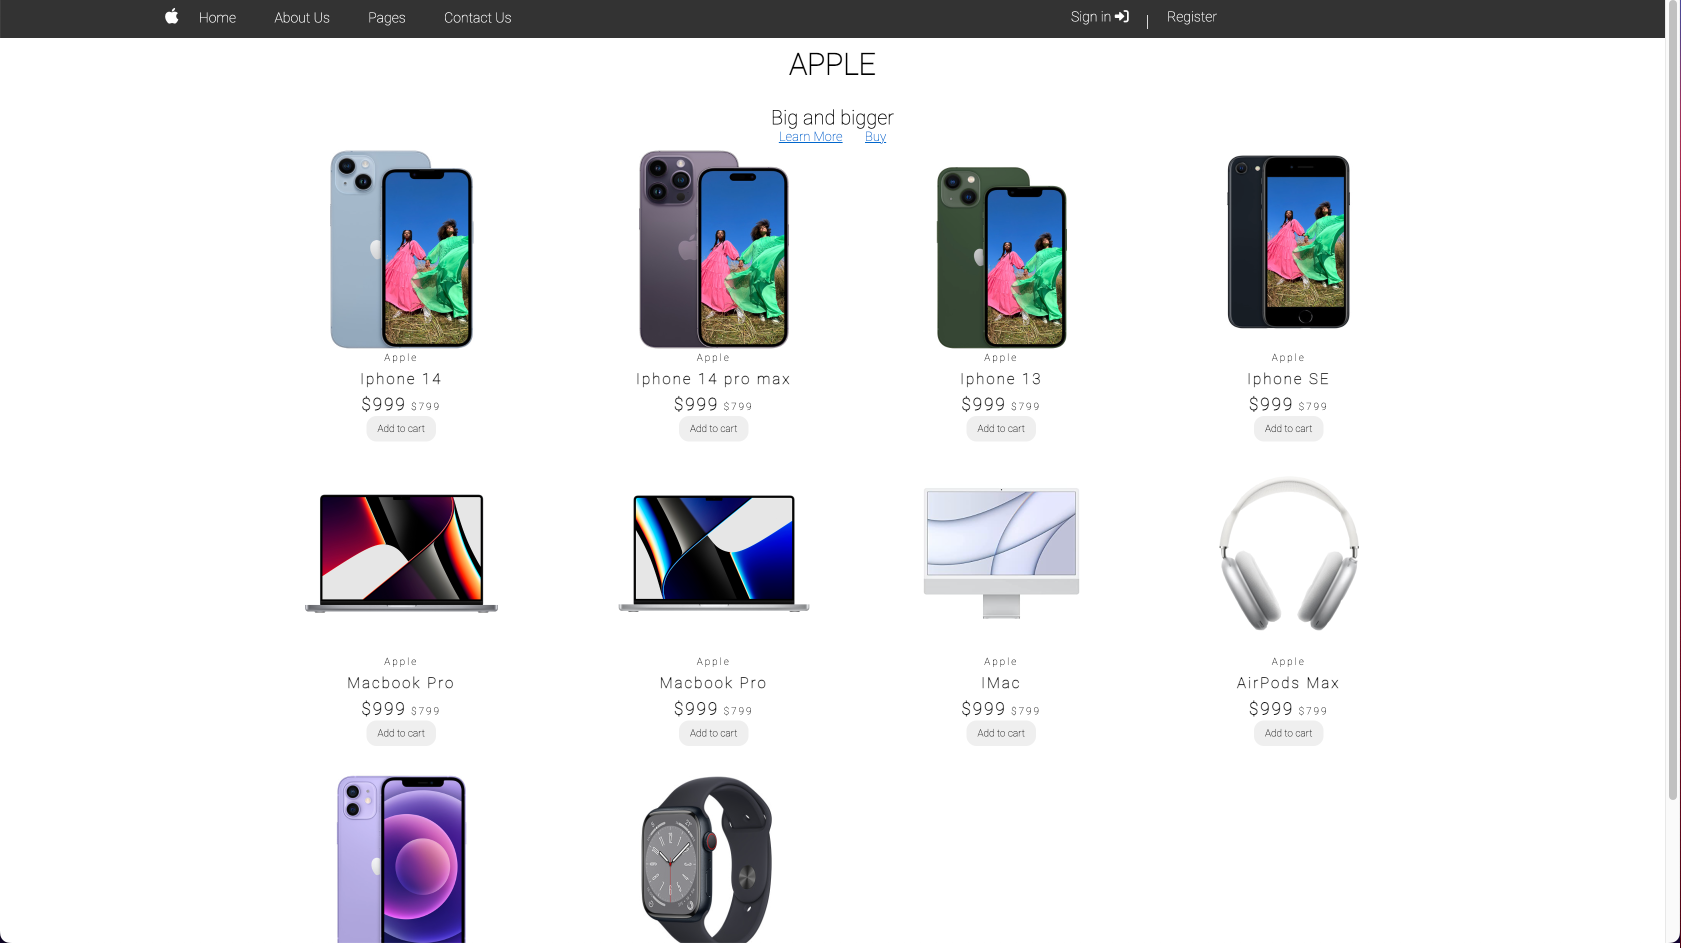 Home About Us Pages Contact Us Sign in | Register
APPLE
Big and bigger
Learn More Buy
Apple Apple Apple Apple
Iphone 14 Iphone 14 pro max Iphone 13 Iphone SE
$999 $799 $999 $799 $999 $799 $999 $799
Add to cart Add to cart Add to cart Add to cart
Apple Apple Apple Apple
Macbook Pro Macbook Pro IMac AirPods Max
$999 $799 $999 $799 $999 $799 $999 $799
Add to cart Add to cart Add to cart Add to cart